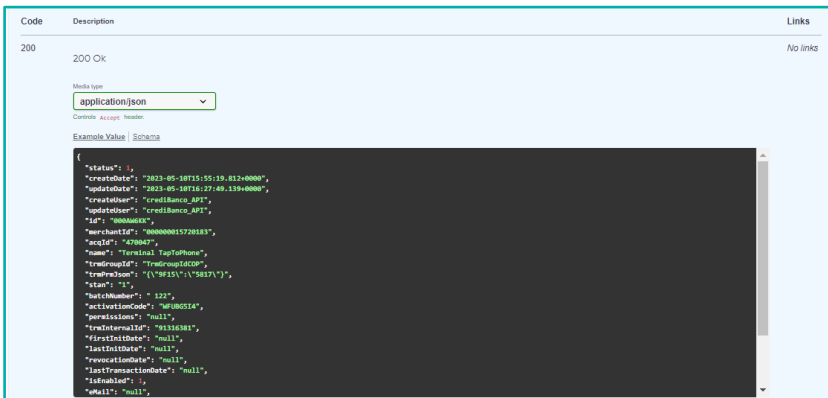 Code Description Links
200 200 Ok No links
Media type
application/json
Controls Accept header.
Example Value Schema
{
"status": 1,
"createDate": "2023-05-10T15:55:19.812+0000",
"updateDate": "2023-05-10T16:27:49.139+0000",
"createUser": "crediBanco_API",
"updateUser": "crediBanco_API",
"id": "000AW6KK",
"merchantId": "000000015720183",
"acqId": "470047",
"name": "Terminal TapToPhone",
"trmGroupId": "TrmGroupIdCOP",
"trmPrmJson": "{\"9F15\":\"5817\"}",
"stan": "1",
"batchNumber": " 122",
"activationCode": "WFUBG5I4",
"permissions": "null",
"trmInternalId": "91316381",
"firstInitDate": "null",
"lastInitDate": "null",
"revocationDate": "null",
"lastTransactionDate": "null",
"isEnabled": 1,
"eMail": "null",